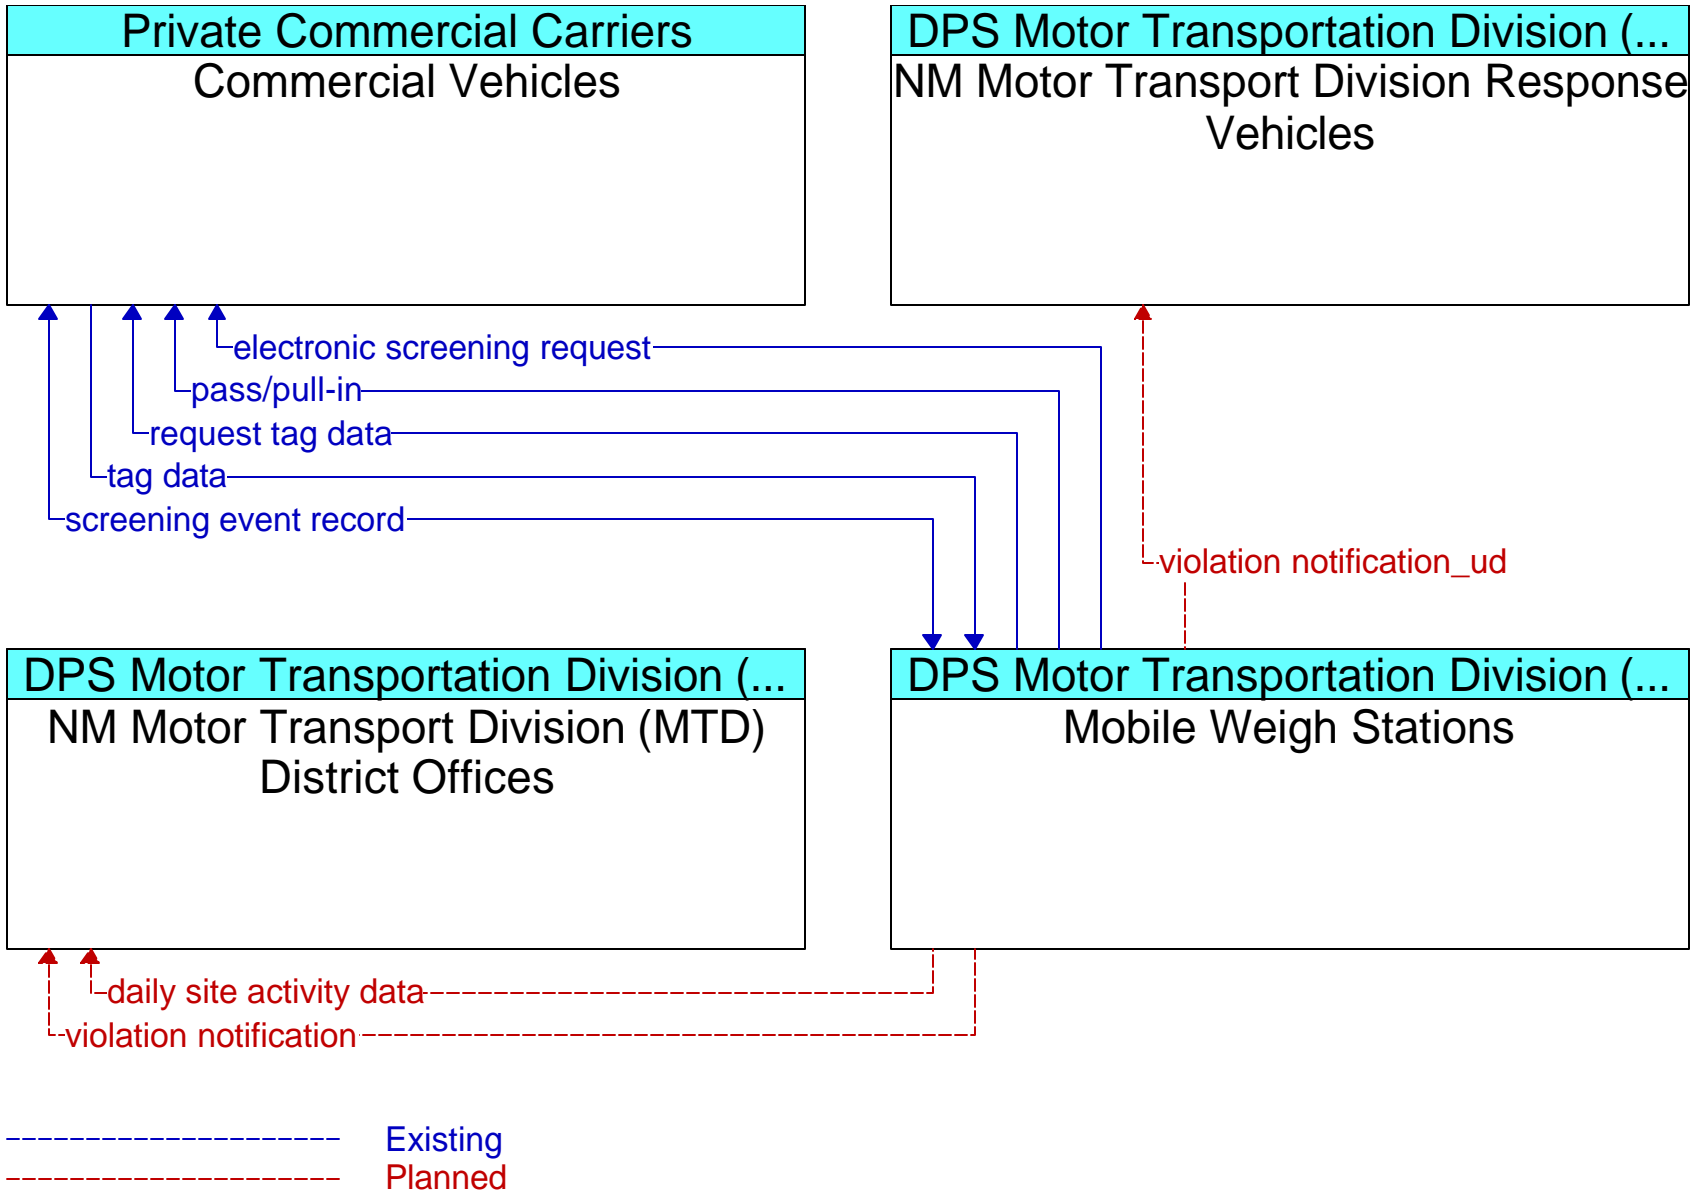 Private Commercial Carriers
Commercial Vehicles
DPS Motor Transportation Division (...
NM Motor Transport Division Response
Vehicles
electronic screening request
pass/pull-in
request tag data
tag data
screening event record
violation notification_ud
DPS Motor Transportation Division (...
NM Motor Transport Division (MTD)
District Offices
DPS Motor Transportation Division (...
Mobile Weigh Stations
daily site activity data
violation notification
Existing
Planned